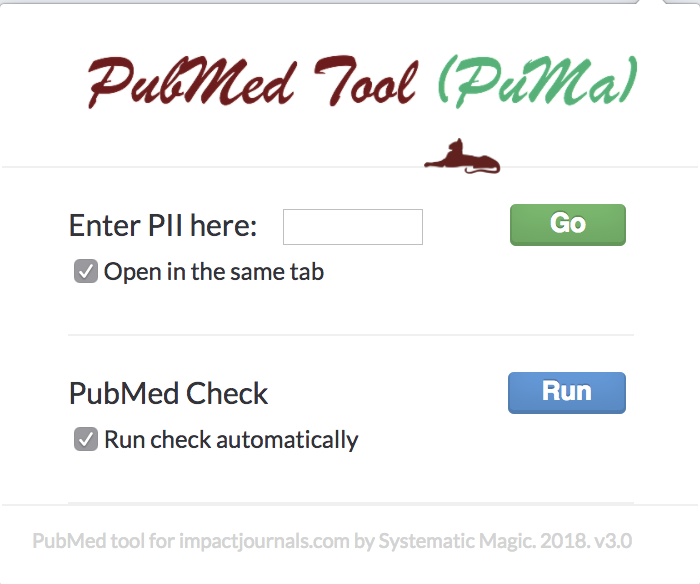 PubMed Tool (PuMa)
Enter PII here:
Go
Open in the same tab
PubMed Check
Run
Run check automatically
PubMed tool for impactjournals.com by Systematic Magic. 2018. v3.0